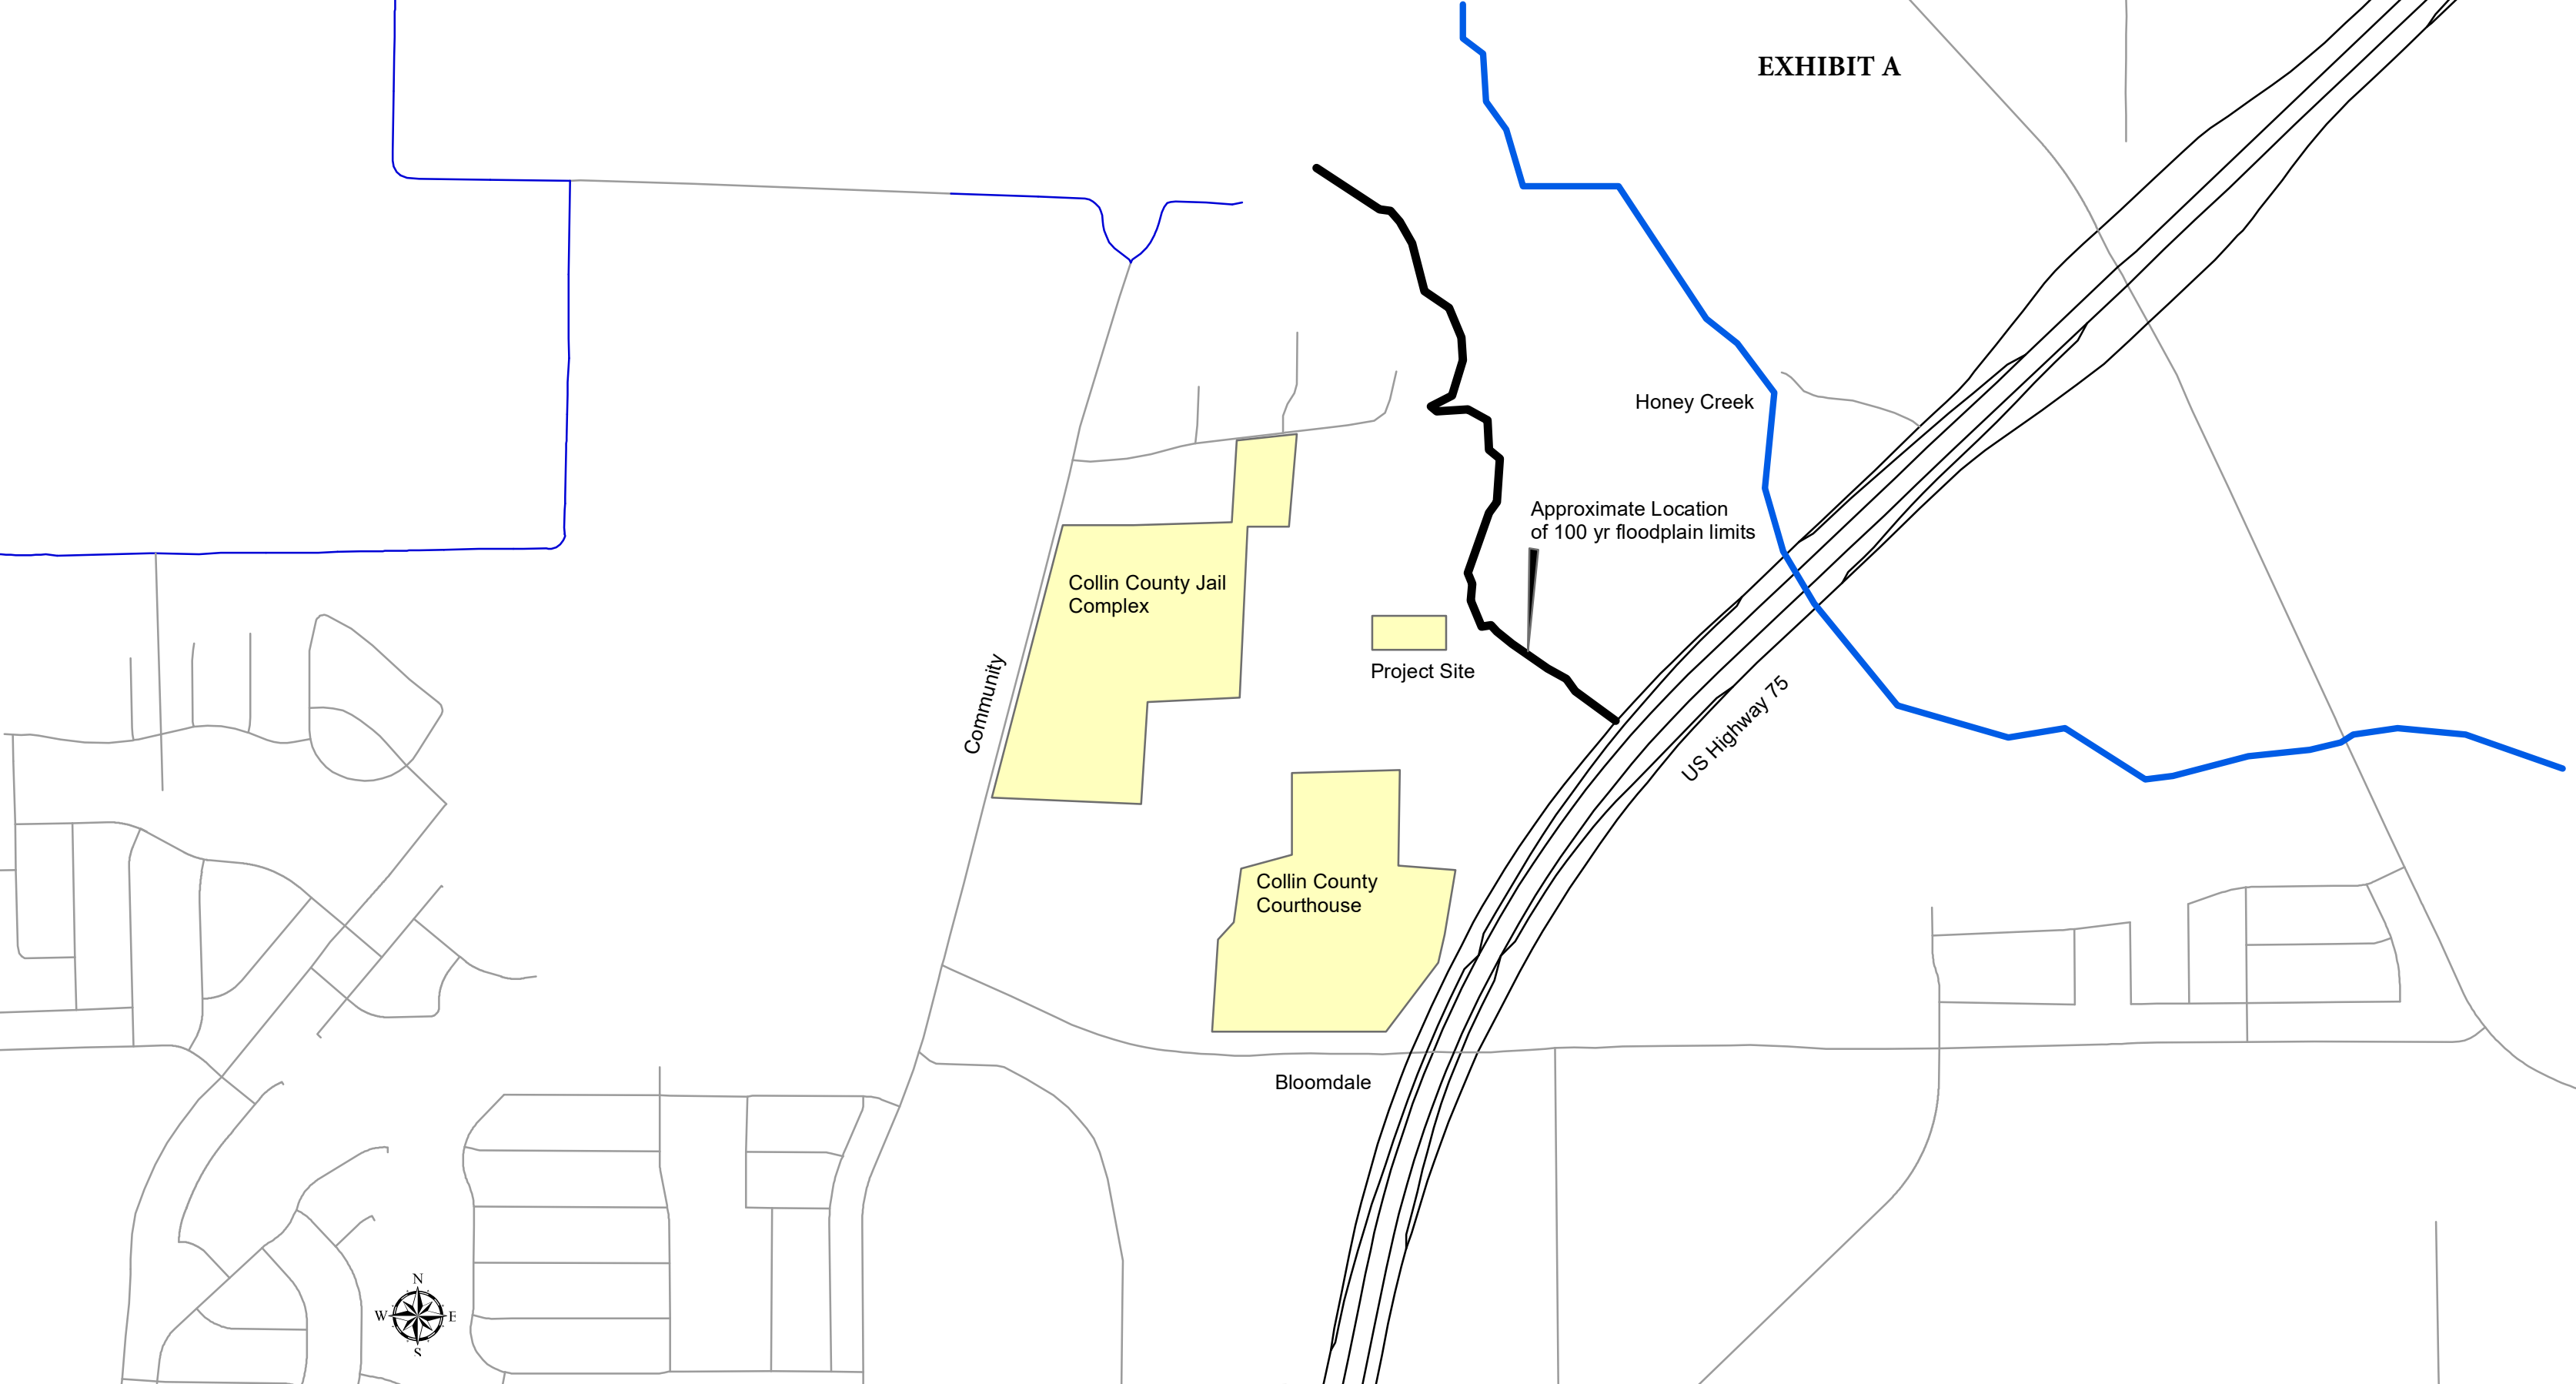 EXHIBIT A
Honey Creek
Approximate Location
of 100 yr floodplain limits
Collin County Jail
Complex
Project Site
Community
US Highway 75
Collin County
Courthouse
Bloomdale
N
W E
S